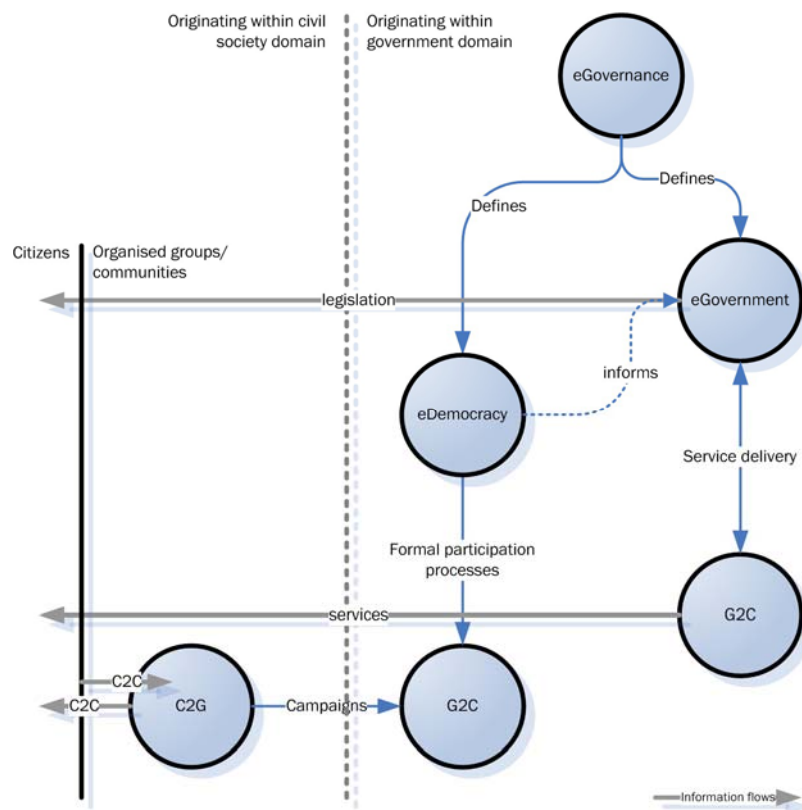 Originating within civil
society domain
Originating within
government domain
eGovernance
Defines
Defines
Citizens
Organised groups/
communities
legislation
eGovernment
informs
eDemocracy
Service delivery
Formal participation
processes
services
G2C
C2C
C2C
C2G
Campaigns
G2C
Information flows